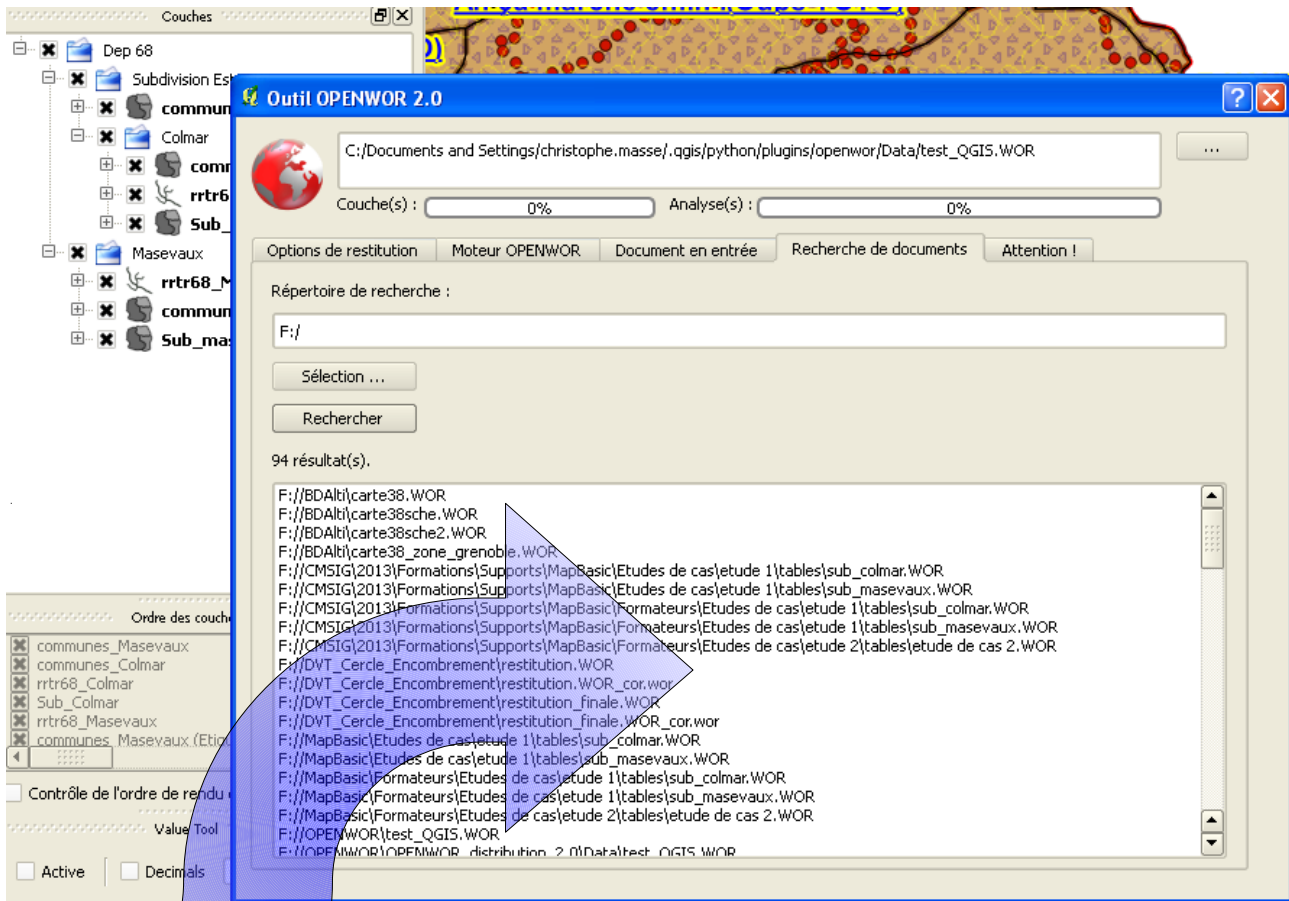 Couches
Dep 68
Subdivision Est
commun
Colmar
comm
rrtr6
Sub_
Masevaux
rrtr68_M
commun
Sub_mas
Outil OPENWOR 2.0
C:/Documents and Settings/christophe.masse/.qgis/python/plugins/openwor/Data/test_QGIS.WOR
...
Couche(s) : 0% Analyse(s) : 0%
Options de restitution Moteur OPENWOR Document en entrée Recherche de documents Attention !
Répertoire de recherche :
F:/
Sélection ...
Rechercher
94 résultat(s).
F://BDAlti\carte38.WOR
F://BDAlti\carte38sche.WOR
F://BDAlti\carte38sche2.WOR
F://BDAlti\carte38_zone_grenoble.WOR
F://CMSIG\2013\Formations\Supports\MapBasic\Etudes de cas\etude 1\tables\sub_colmar.WOR
F://CMSIG\2013\Formations\Supports\MapBasic\Etudes de cas\etude 1\tables\sub_masevaux.WOR
F://CMSIG\2013\Formations\Supports\MapBasic\Formateurs\Etudes de cas\etude 1\tables\sub_colmar.WOR
F://CMSIG\2013\Formations\Supports\MapBasic\Formateurs\Etudes de cas\etude 1\tables\sub_masevaux.WOR
F://CMSIG\2013\Formations\Supports\MapBasic\Formateurs\Etudes de cas\etude 2\tables\etude de cas 2.WOR
F://DVT_Cercle_Encombrement\restitution.WOR
F://DVT_Cercle_Encombrement\restitution.WOR_cor.wor
F://DVT_Cercle_Encombrement\restitution_finale.WOR
F://DVT_Cercle_Encombrement\restitution_finale.WOR_cor.wor
F://MapBasic\Etudes de cas\etude 1\tables\sub_colmar.WOR
F://MapBasic\Etudes de cas\etude 1\tables\sub_masevaux.WOR
F://MapBasic\Formateurs\Etudes de cas\etude 1\tables\sub_colmar.WOR
F://MapBasic\Formateurs\Etudes de cas\etude 1\tables\sub_masevaux.WOR
F://MapBasic\Formateurs\Etudes de cas\etude 2\tables\etude de cas 2.WOR
F://OPENWOR\test_QGIS.WOR
F://OPENWOR\OPENWOR_distribution_2.0\Data\test_QGIS.WOR
Ordre des couche
communes_Masevaux
communes_Colmar
rrtr68_Colmar
Sub_Colmar
rrtr68_Masevaux
communes_Masevaux (Etiqu
Contrôle de l'ordre de rendu
Value Tool
Active Decimals